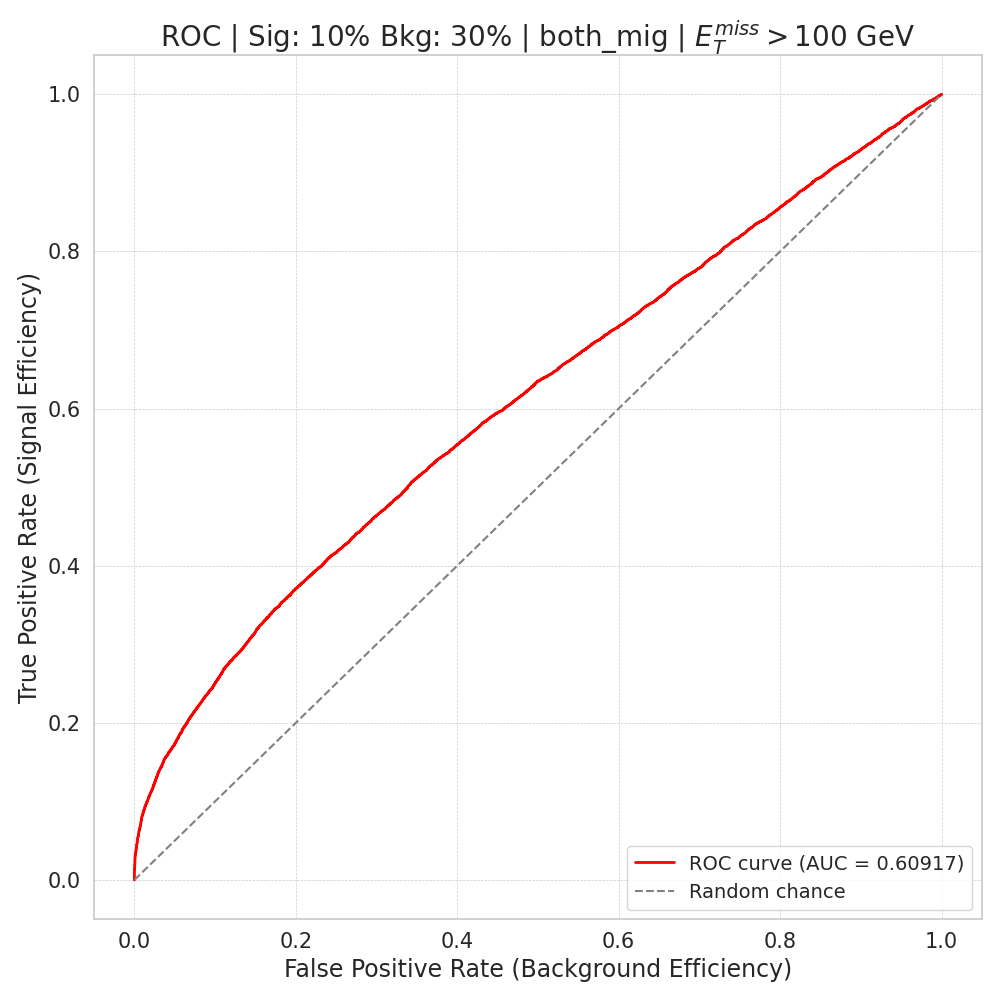 ROC | Sig: 10% Bkg: 30% | both_mig | $E_T^{miss} > 100$ GeV
1.0
0.8
0.6
0.4
0.2
0.0
True Positive Rate (Signal Efficiency)
ROC curve (AUC = 0.60917)
Random chance
0.0 0.2 0.4 0.6 0.8 1.0
False Positive Rate (Background Efficiency)